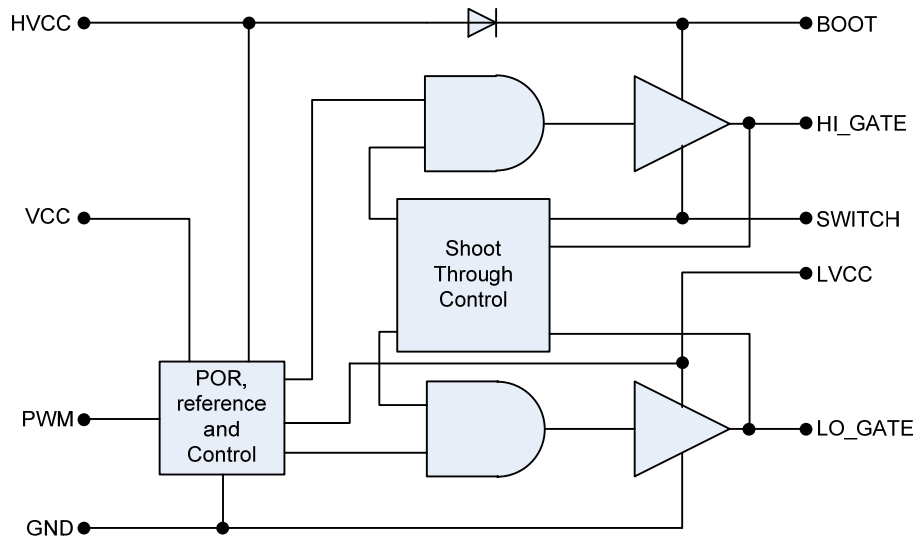 HVCC
BOOT
HI_GATE
VCC
SWITCH
Shoot
Through
Control
LVCC
POR,
reference
and
Control
PWM
LO_GATE
GND